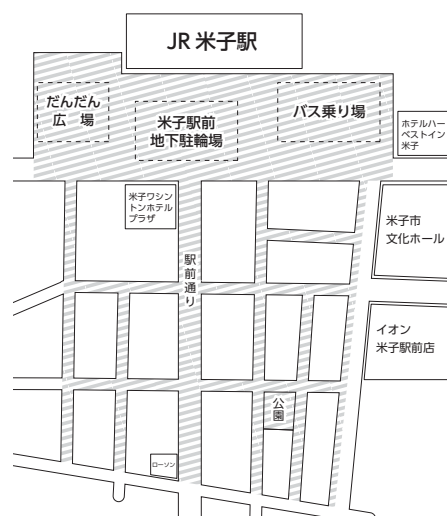 JR 米子駅
だんだん
広　場
米子駅前
地下駐輪場
バス乗り場
ホテルハー
ベストイン
米子
米子ワシン
トンホテル
プラザ
米子市
文化ホール
駅前通り
イオン
米子駅前店
公園
ローソン